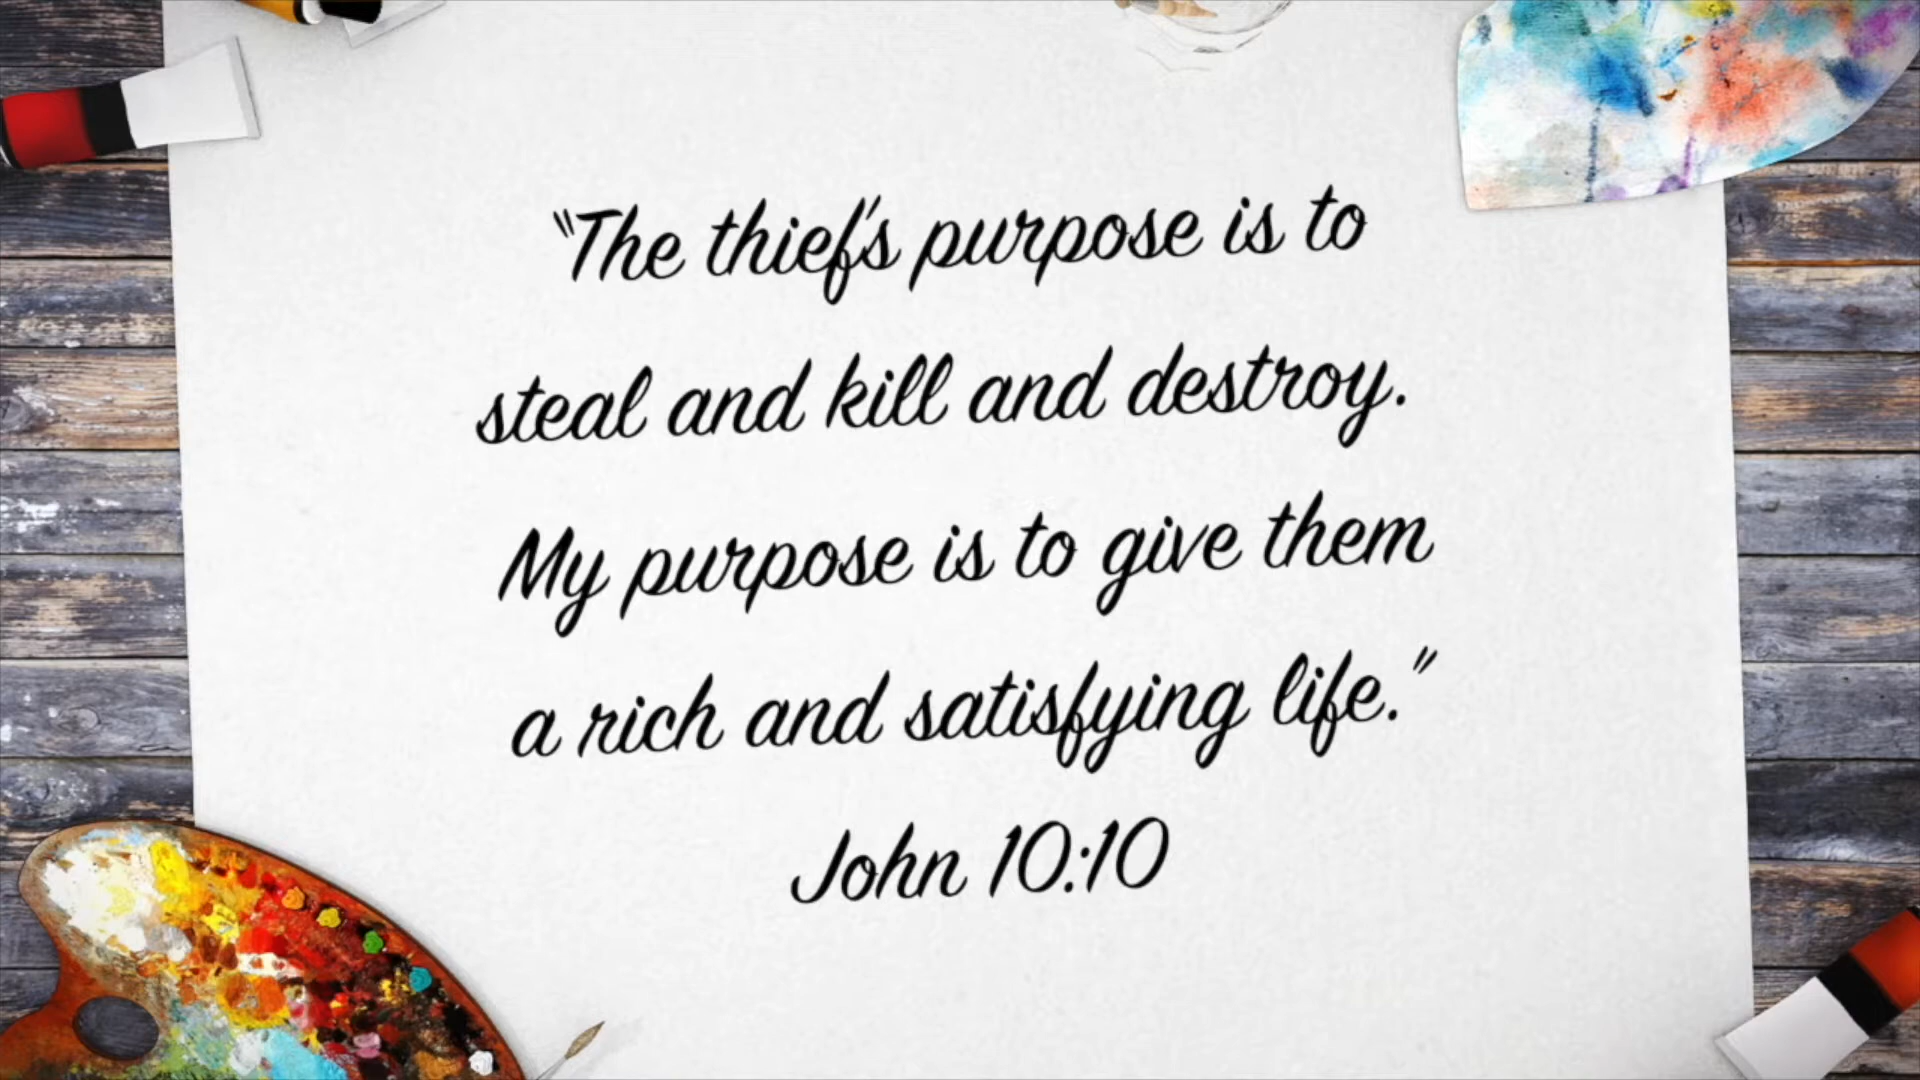 “The thief's purpose is to
steal and kill and destroy.
My purpose is to give them
a rich and satisfying life.”
John 10:10